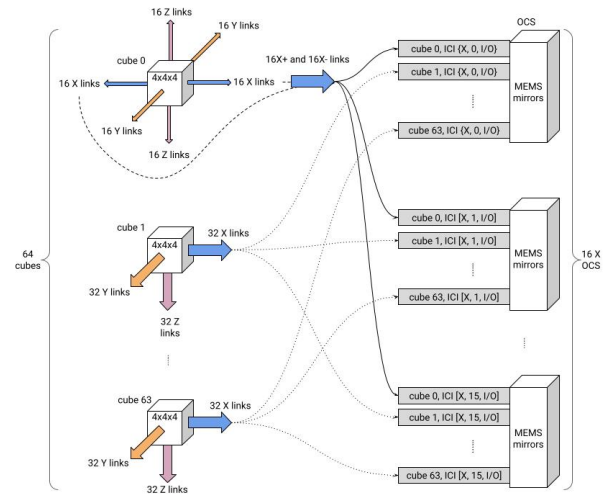 16 Z links
16 Y links
OCS
cube 0
16X+ and 16X- links
cube 0, ICI {X, 0, I/O}
cube 1, ICI {X, 0, I/O}
4x4x4
16 X links
16 X links
MEMS
mirrors
cube 63, ICI {X, 0, I/O}
16 Y links
16 Z links
cube 0, ICI [X, 1, I/O}
cube 1, ICI [X, 1, I/O}
cube 1
32 X links
4x4x4
MEMS
mirrors
64
cubes
16 X
OCS
32 Y links
cube 63, ICI [X, 1, I/O}
32 Z
links
cube 63
32 X links
4x4x4
cube 0, ICI [X, 15, I/O]
cube 1, ICI [X, 15, I/O]
MEMS
mirrors
32 Y links
cube 63, ICI [X, 15, I/O]
32 Z links